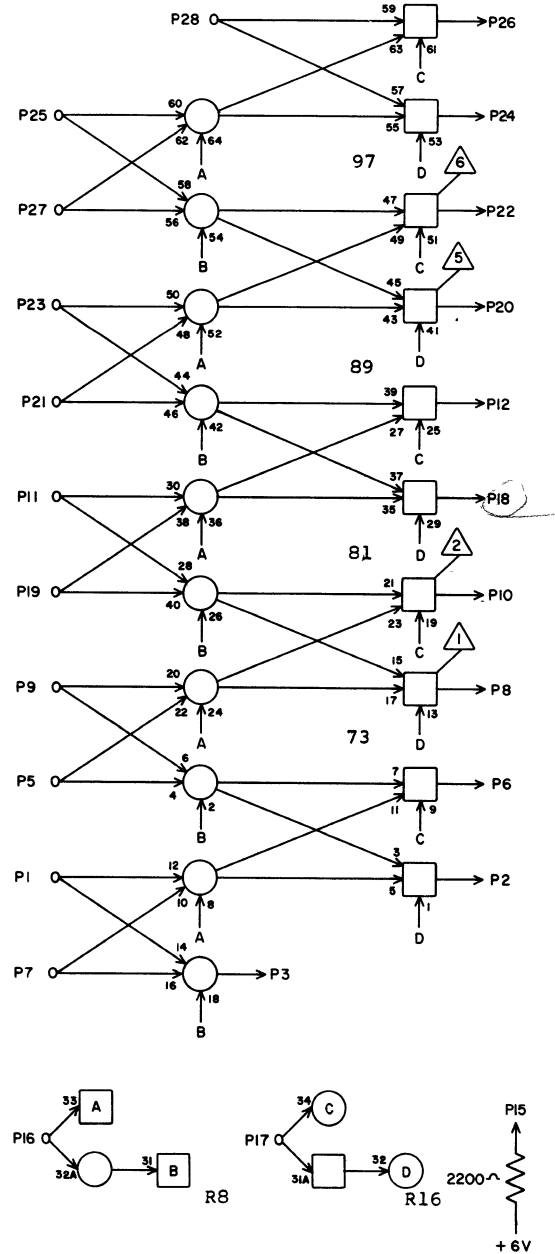 59
P28 P26
63 61
C
57
P25 60 P24
62 64 55 53
A 97 D
58 6
P27 47 P22
56 54 49 51
B C
5
50 45
P23 P20
48 52 43 41
A D
44 89
P21 39 P12
46 42 27 25
B C
30 37
P11 P18
38 36 35 29
A D
81
28 2
P19 21 P10
40 26 23 19
B C
20 15 1
P9 P8
22 24 17 13
A D
73
6 7
P5 P6
4 2 11 9
B C
12 3
P1 P2
10 8 5 1
A D
14
P7 P3
16 18
B
33 A 34 C P15
P16 P17
32A 31 B 31A 32 D 2200~
R8 R16
+6V